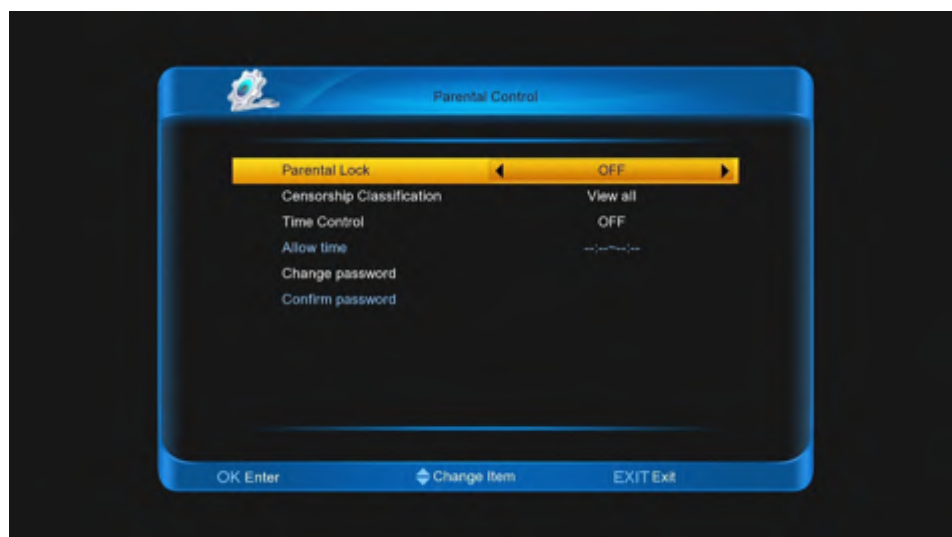 Parental Control
Parental Lock OFF
Censorship Classification View all
Time Control OFF
Allow time --:--~--:--
Change password
Confirm password
OK Enter Change Item EXIT Exit